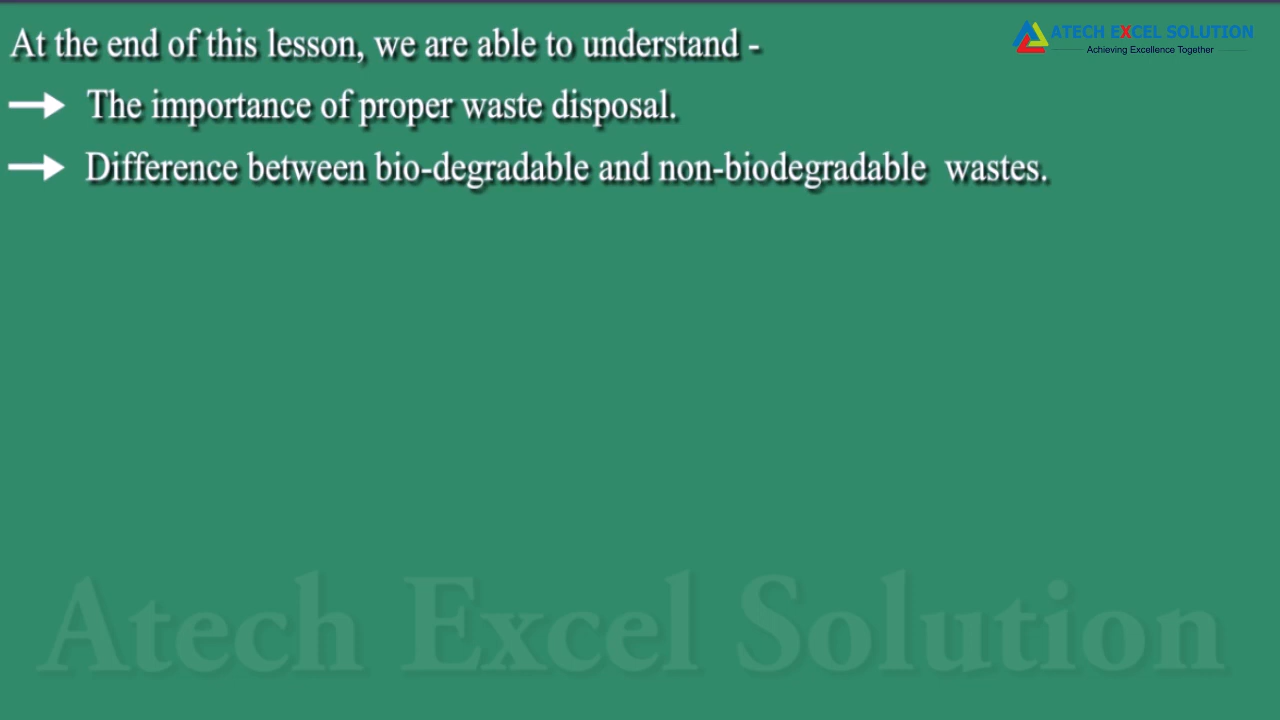 At the end of this lesson, we are able to understand -
ATECH EXCEL SOLUTION
Achieving Excellence Together
→ The importance of proper waste disposal.
→ Difference between bio-degradable and non-biodegradable wastes.
Atech Excel Solution